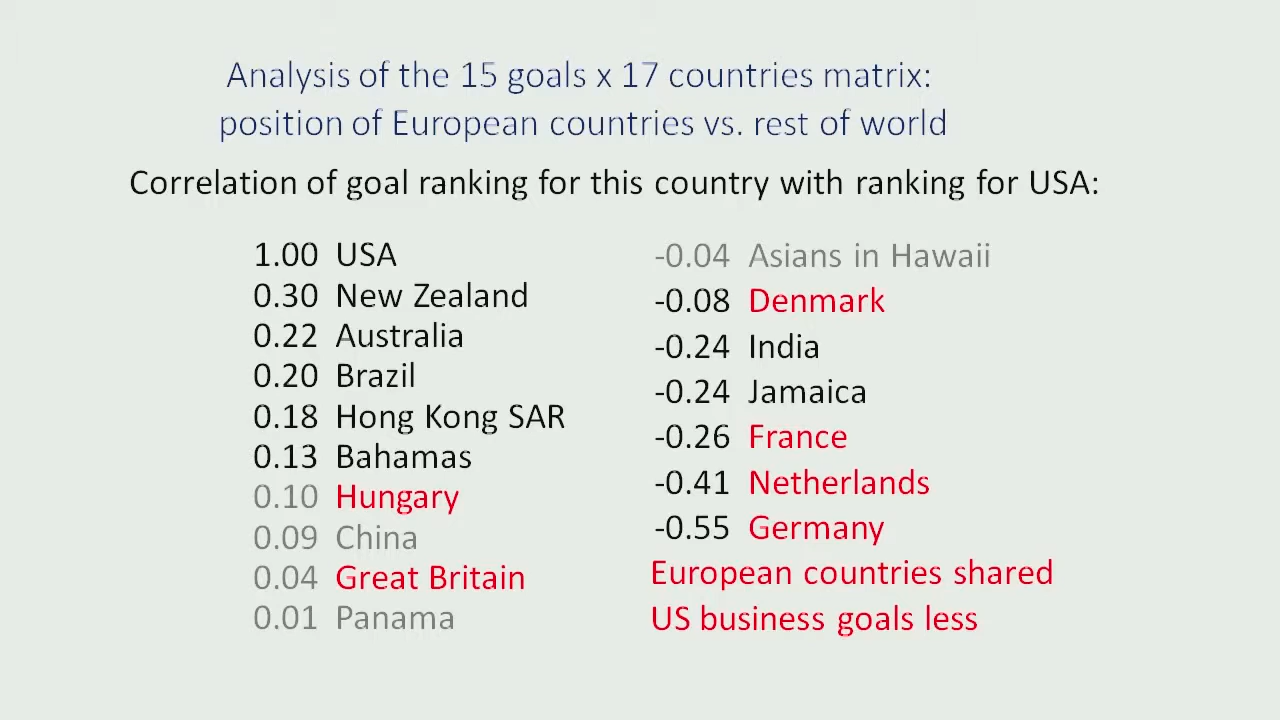 Analysis of the 15 goals x 17 countries matrix:
position of European countries vs. rest of world
Correlation of goal ranking for this country with ranking for USA:
1.00 USA
0.30 New Zealand
0.22 Australia
0.20 Brazil
0.18 Hong Kong SAR
0.13 Bahamas
0.10 Hungary
0.09 China
0.04 Great Britain
0.01 Panama
-0.04 Asians in Hawaii
-0.08 Denmark
-0.24 India
-0.24 Jamaica
-0.26 France
-0.41 Netherlands
-0.55 Germany
European countries shared
US business goals less